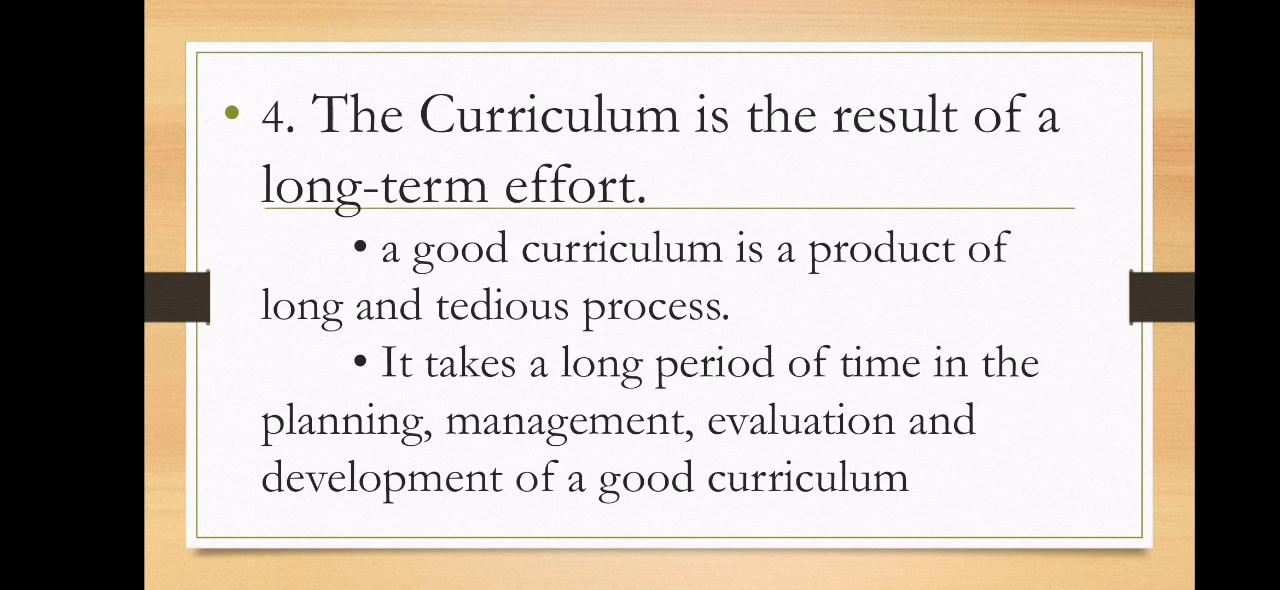 • 4. The Curriculum is the result of a
long-term effort.
• a good curriculum is a product of
long and tedious process.
• It takes a long period of time in the
planning, management, evaluation and
development of a good curriculum